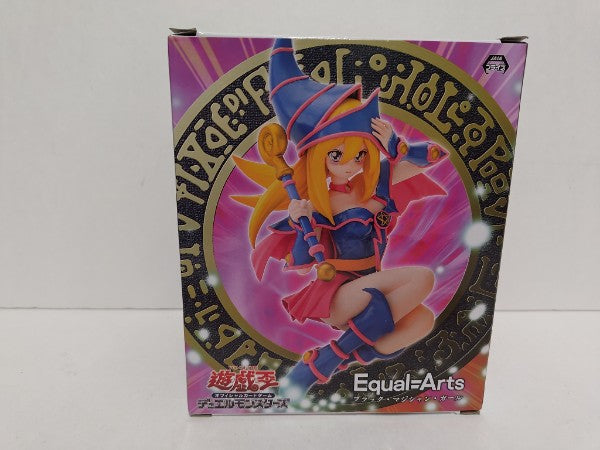 遊戯王
オフィシャルカードゲーム
デュエルモンスターズ
Equal=Arts
ブラック・マジシャン・ガール